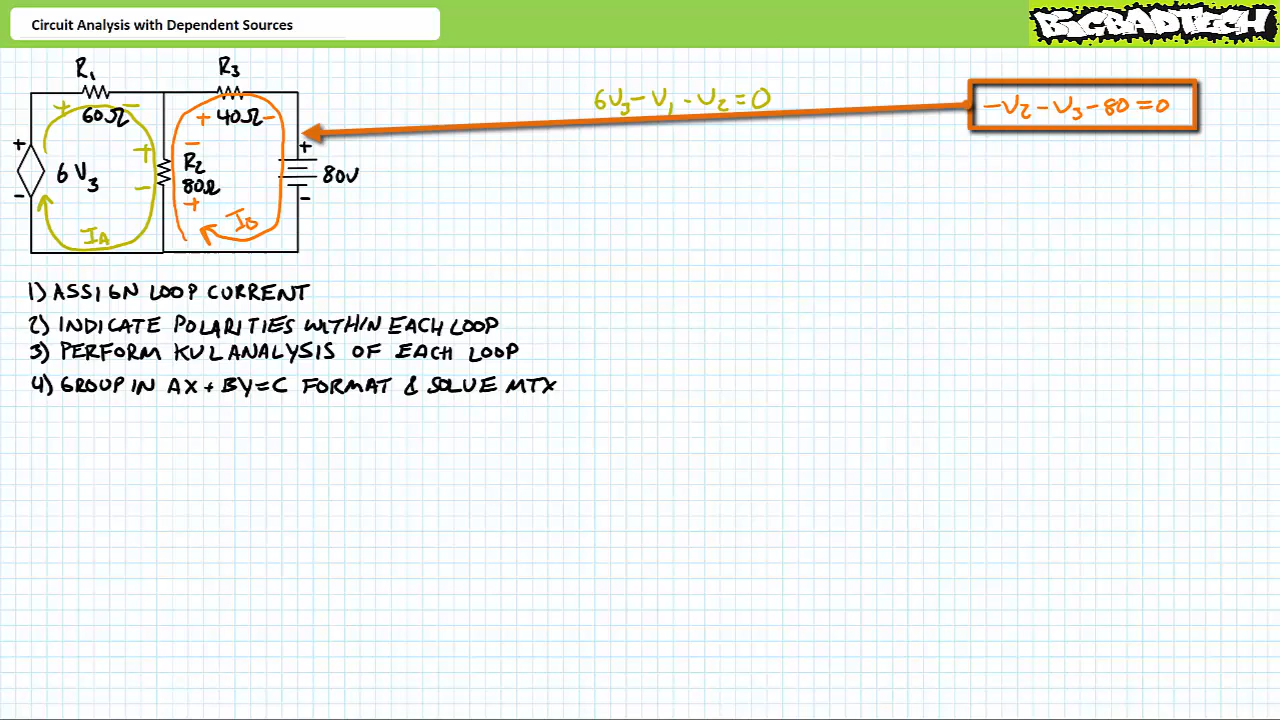 Circuit Analysis with Dependent Sources
BIGBADTECH
R1
R3
60Ω
40Ω
6V3 - V1 - V2 = 0
-V2 - V3 - 80 = 0
+ - + -
+
-
6 V3
+
-
-
R2
80Ω
+
+
-
80V
IA
IB
1) ASSIGN LOOP CURRENT
2) INDICATE POLARITIES WITHIN EACH LOOP
3) PERFORM KVL ANALYSIS OF EACH LOOP
4) GROUP IN AX + BY = C FORMAT & SOLVE MTX